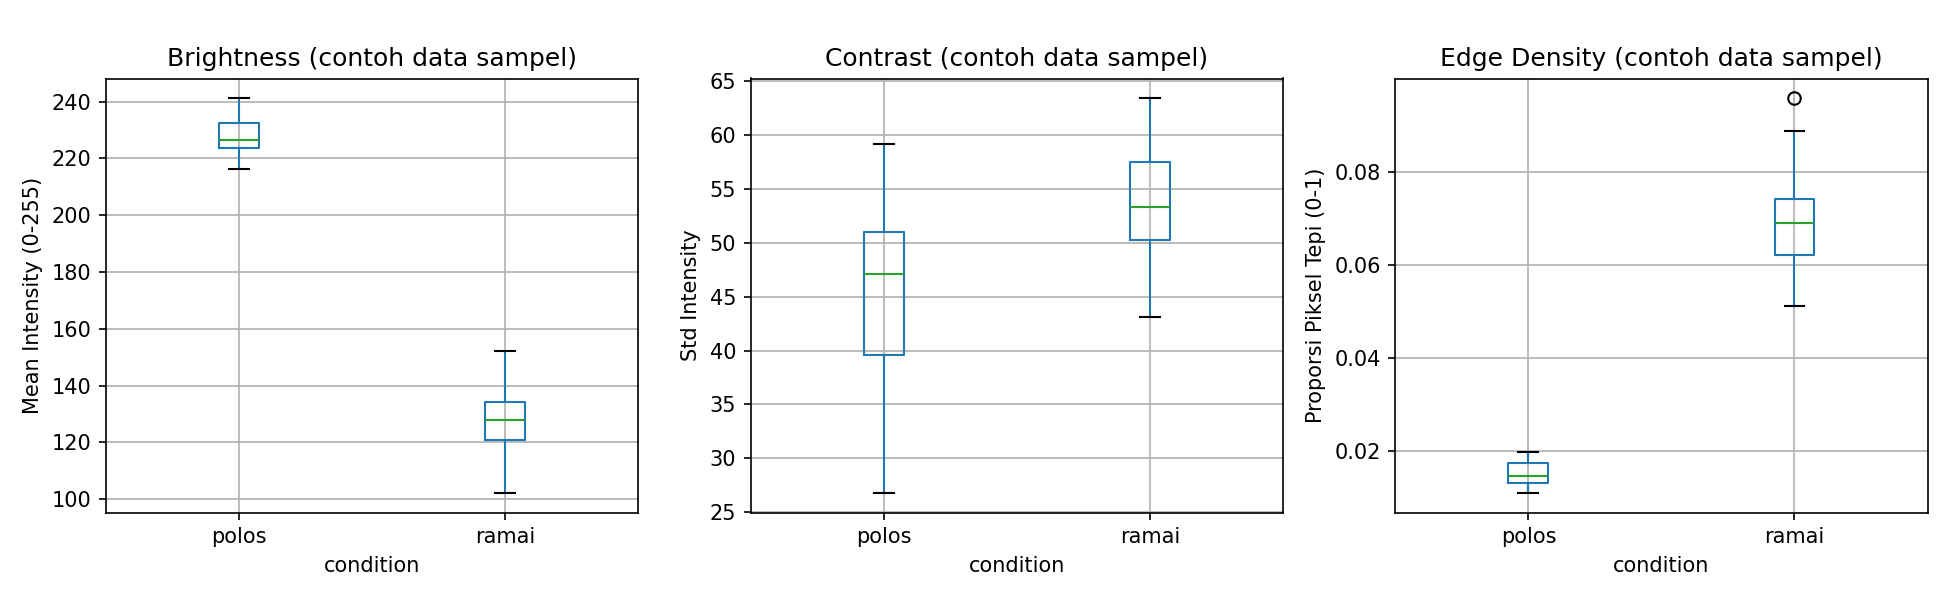 Brightness (contoh data sampel)
Mean Intensity (0-255)
240
220
200
180
160
140
120
100
polos
ramai
condition
Contrast (contoh data sampel)
Std Intensity
65
60
55
50
45
40
35
30
25
polos
ramai
condition
Edge Density (contoh data sampel)
Proporsi Piksel Tepi (0-1)
0.08
0.06
0.04
0.02
polos
ramai
condition